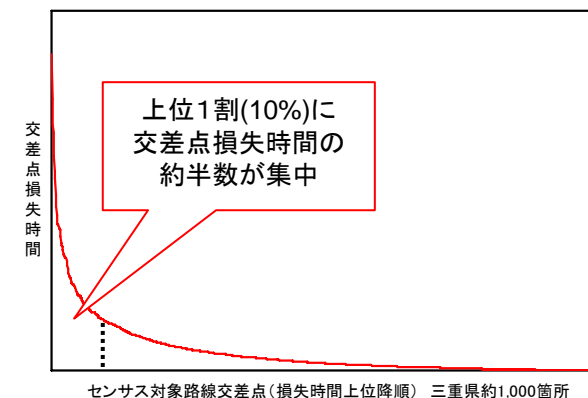 上位１割(10%)に
交差点損失時間の
約半数が集中
交差点損失時間
センサス対象路線交差点（損失時間上位降順）　三重県約1,000箇所